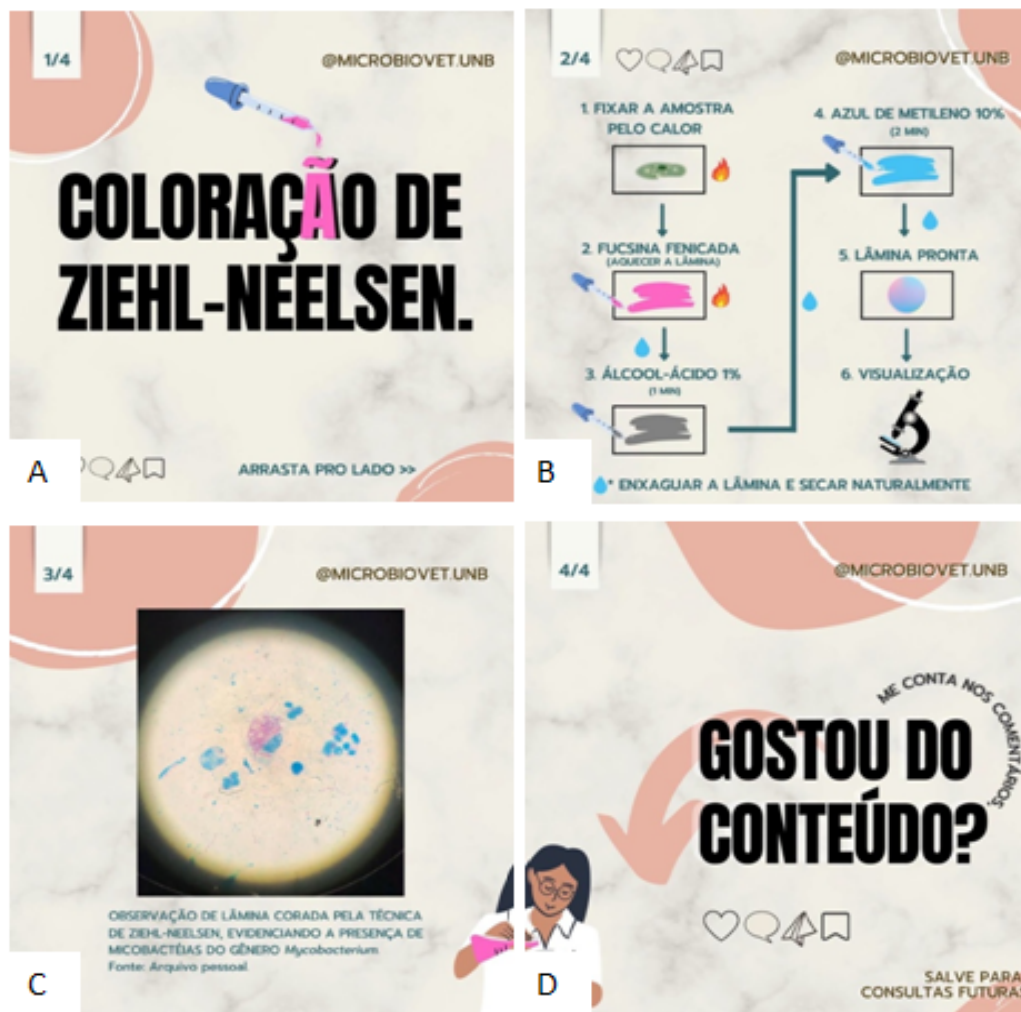 1/4
@MICROBIOVET.UNB
COLORAÇÃO DE
ZIEHL-NEELSEN.
ARRASTA PRO LADO >>
A
2/4
@MICROBIOVET.UNB
1. FIXAR A AMOSTRA
PELO CALOR
2. FUCSINA FENICADA
(AQUECER A LÂMINA)
3. ÁLCOOL-ÁCIDO 1%
(1 MIN)
4. AZUL DE METILENO 10%
(2 MIN)
5. LÂMINA PRONTA
6. VISUALIZAÇÃO
* ENXAGUAR A LÂMINA E SECAR NATURALMENTE
B
3/4
@MICROBIOVET.UNB
OBSERVAÇÃO DE LÂMINA CORADA PELA TÉCNICA
DE ZIEHL-NEELSEN, EVIDENCIANDO A PRESENÇA DE
MICOBACTÉIAS DO GÊNERO Mycobacterium.
Fonte: Arquivo pessoal.
C
4/4
@MICROBIOVET.UNB
ME CONTA NOS COMENTÁRIOS.
GOSTOU DO
CONTEÚDO?
SALVE PARA
CONSULTAS FUTURAS
D